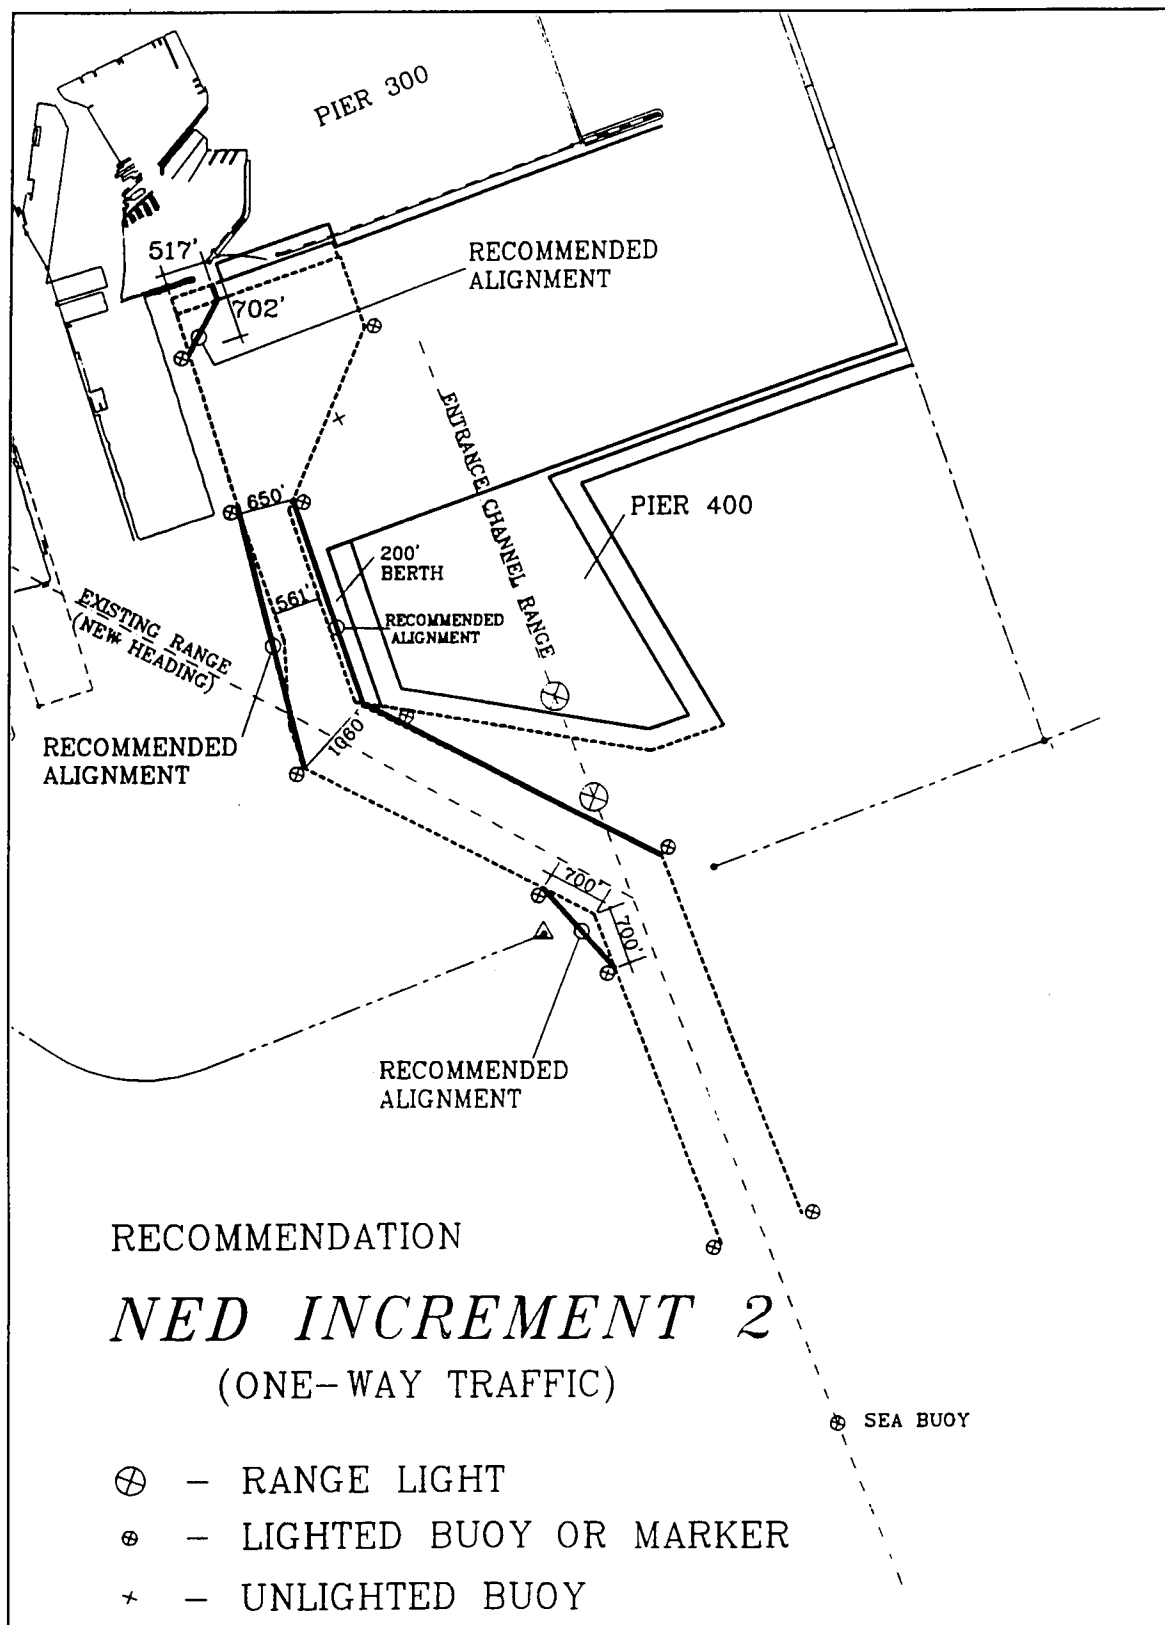 PIER 300
517'
RECOMMENDED
ALIGNMENT
702'
ENTRANCE CHANNEL RANGE
650'
PIER 400
200'
BERTH
561'
RECOMMENDED
ALIGNMENT
EXISTING RANGE
(NEW HEADING)
1060'
RECOMMENDED
ALIGNMENT
700'
700'
RECOMMENDED
ALIGNMENT
RECOMMENDATION
NED INCREMENT 2
(ONE-WAY TRAFFIC)
SEA BUOY
- RANGE LIGHT
- LIGHTED BUOY OR MARKER
- UNLIGHTED BUOY